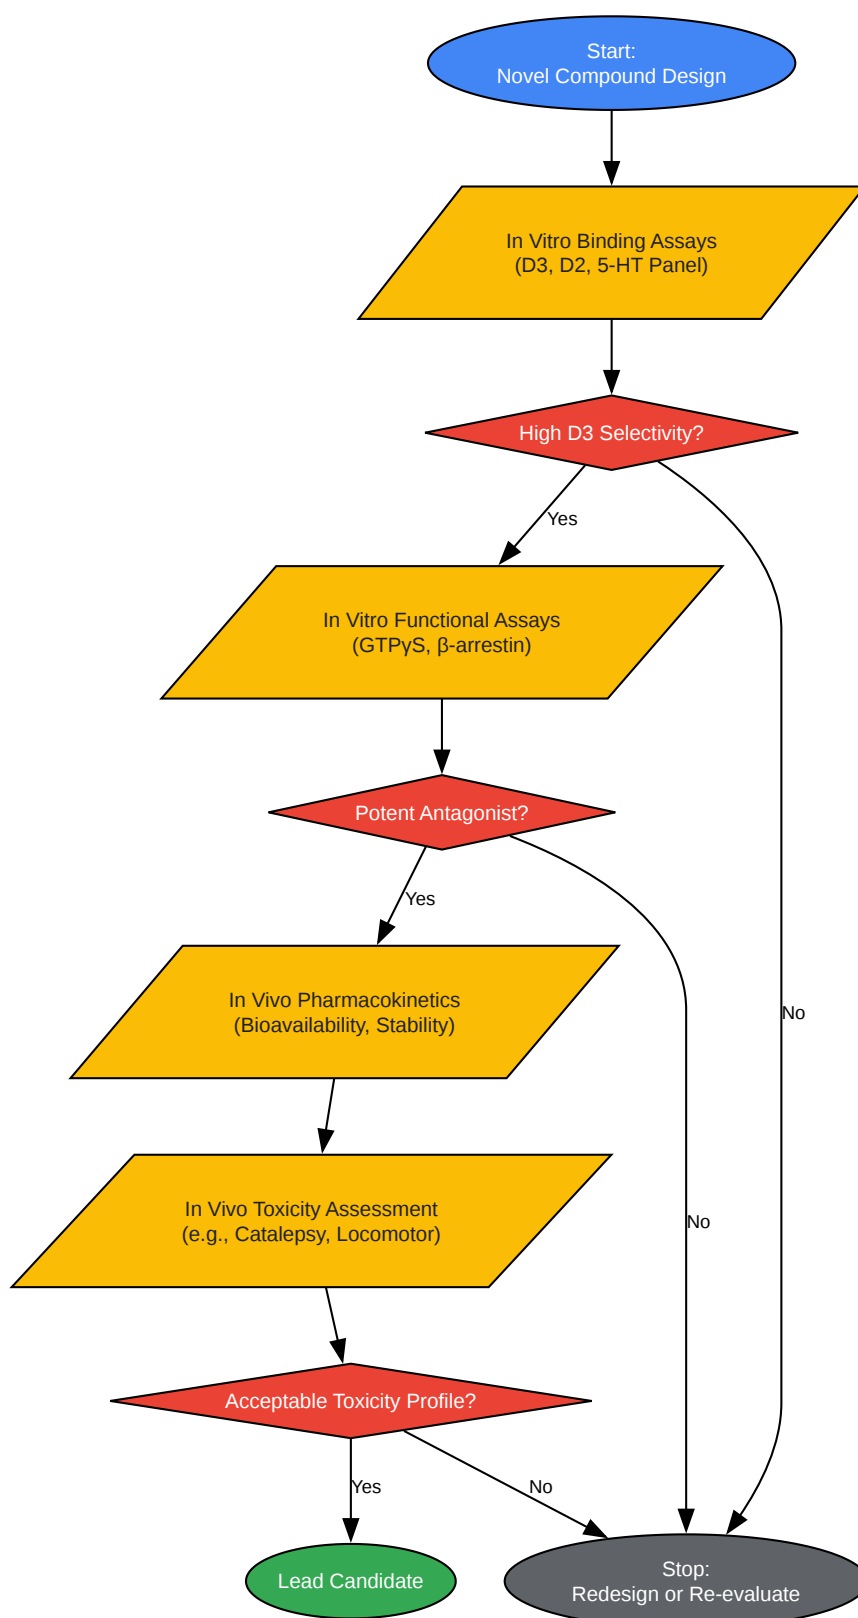 Start:
Novel Compound Design
In Vitro Binding Assays
(D3, D2, 5-HT Panel)
High D3 Selectivity?
Yes
In Vitro Functional Assays
(GTPγS, β-arrestin)
Potent Antagonist?
Yes
In Vivo Pharmacokinetics
(Bioavailability, Stability)
No
In Vivo Toxicity Assessment
(e.g., Catalepsy, Locomotor)
No
Acceptable Toxicity Profile?
Yes
No
Lead Candidate
Stop:
Redesign or Re-evaluate